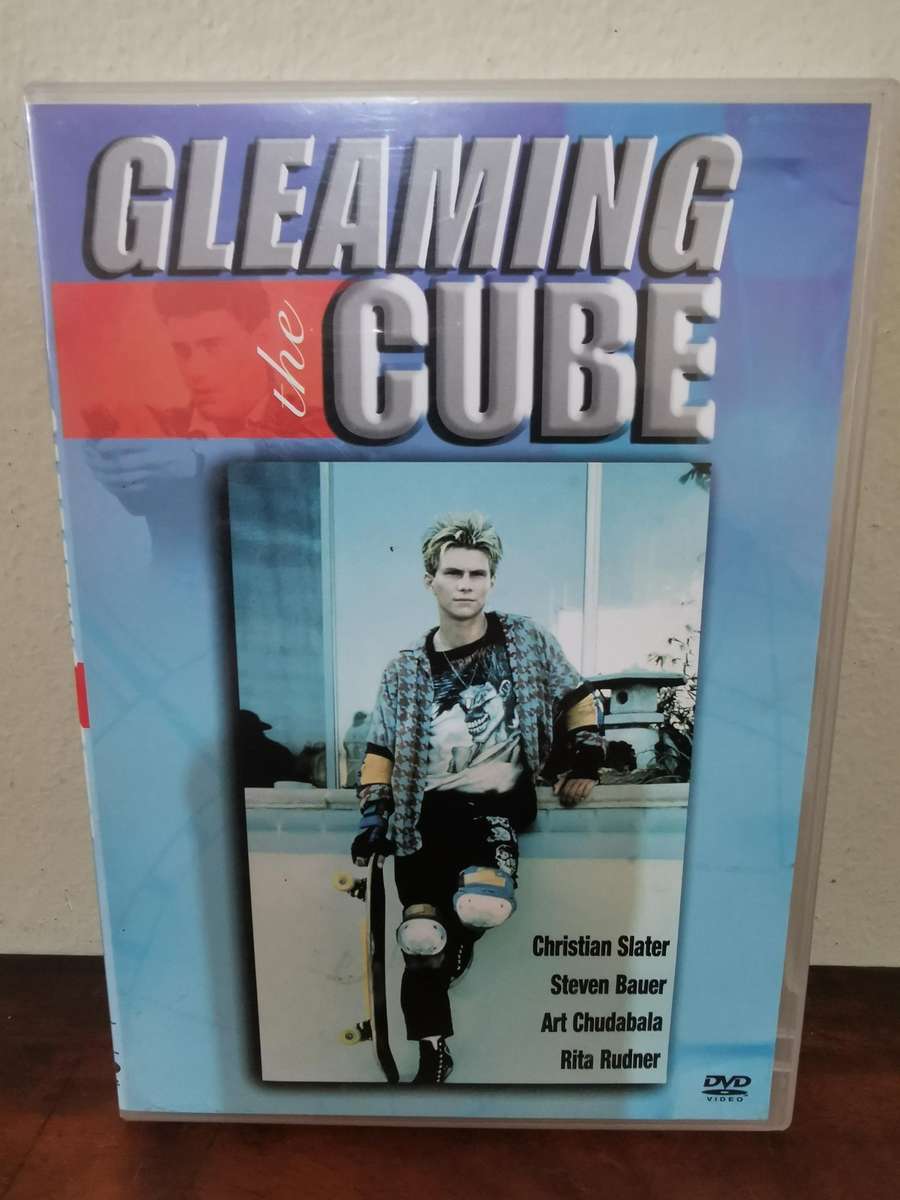 GLEAMING
the CUBE
Christian Slater
Steven Bauer
Art Chudabala
Rita Rudner
DVD
VIDEO